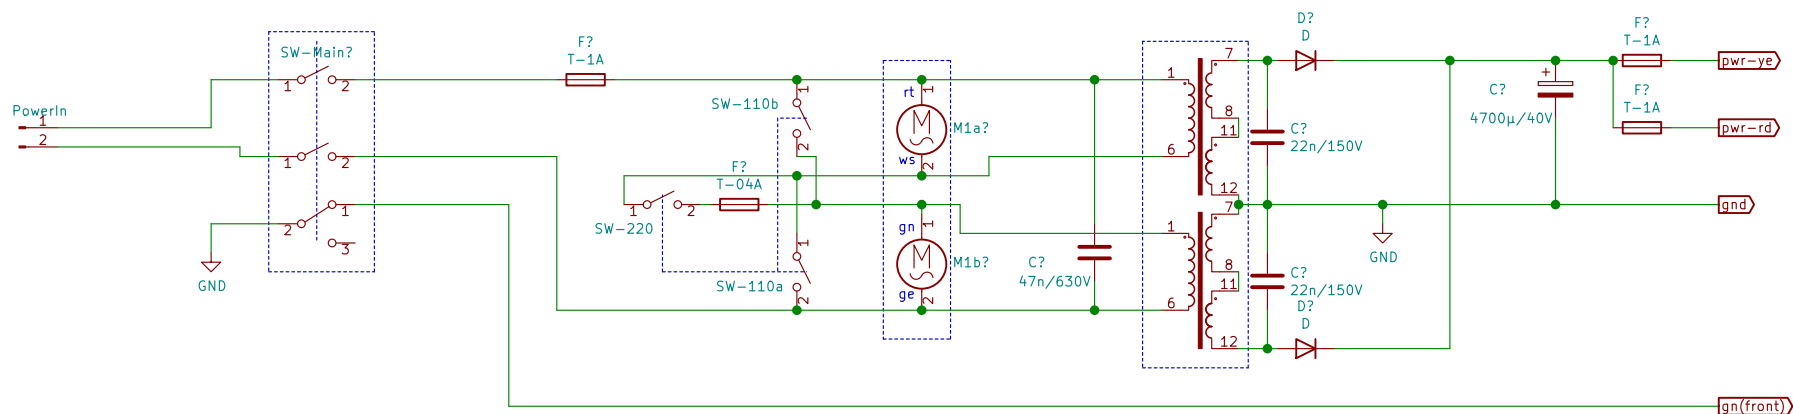 PowerIn
1
2
SW-Main?
1
2
1
2
1
2
3
GND
F?
T-1A
SW-110b
1
2
F?
T-04A
1
2
SW-220
SW-110a
1
2
rt
1
M
M1a?
ws
2
gn
1
M
M1b?
ge
2
C?
47n/630V
1
6
7
8
11
12
1
6
7
8
11
12
D?
D
C?
22n/150V
C?
22n/150V
D?
D
GND
C?
+
4700µ/40V
F?
T-1A
F?
T-1A
pwr-ye
pwr-rd
gnd
gn(front)